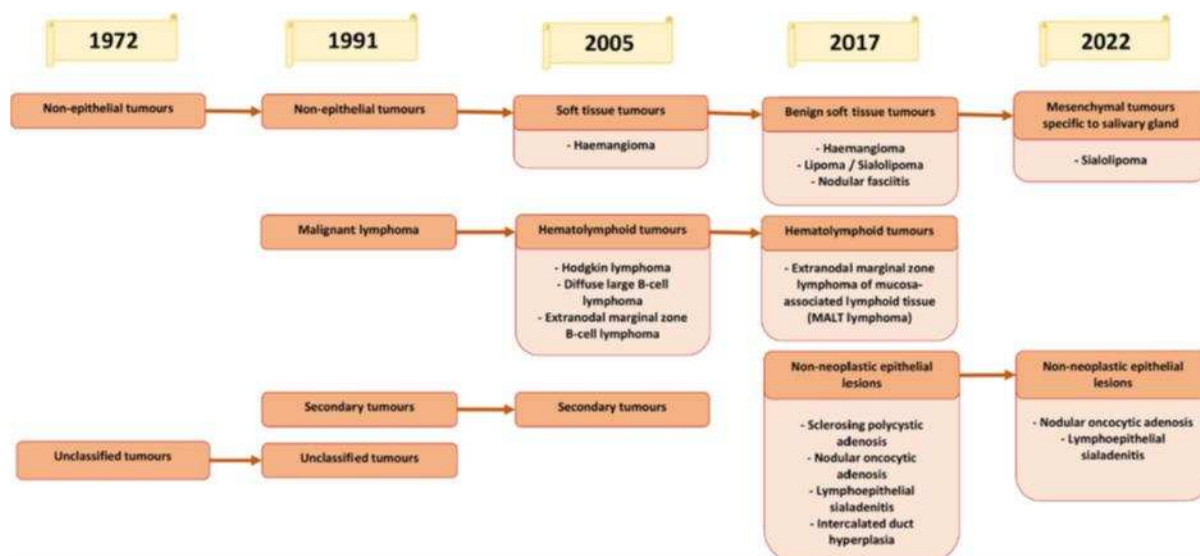 1972
1991
2005
2017
2022
Non-epithelial tumours
Non-epithelial tumours
Soft tissue tumours
- Haemangioma
Benign soft tissue tumours
- Haemangioma
- Lipoma / Sialolipoma
- Nodular fasciitis
Mesenchymal tumours
specific to salivary gland
- Sialolipoma
Malignant lymphoma
Hematolymphoid tumours
- Hodgkin lymphoma
- Diffuse large B-cell
lymphoma
- Extranodal marginal zone
B-cell lymphoma
Hematolymphoid tumours
- Extranodal marginal zone
lymphoma of mucosa-
associated lymphoid tissue
(MALT lymphoma)
Non-neoplastic epithelial
lesions
- Sclerosing polycystic
adenosis
- Nodular oncocytic
adenosis
- Lymphoepithelial
sialadenitis
- Intercalated duct
hyperplasia
Non-neoplastic epithelial
lesions
- Nodular oncocytic adenosis
- Lymphoepithelial
sialadenitis
Secondary tumours
Secondary tumours
Unclassified tumours
Unclassified tumours